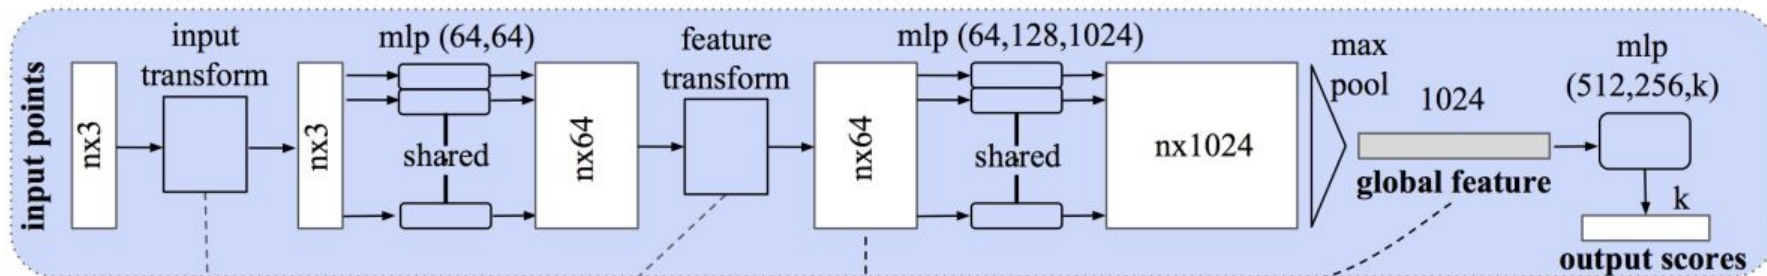 input points
nx3
input
transform
nx3
mlp (64,64)
shared
nx64
feature
transform
nx64
mlp (64,128,1024)
shared
nx1024
max
pool
1024
global feature
mlp
(512,256,k)
k
output scores